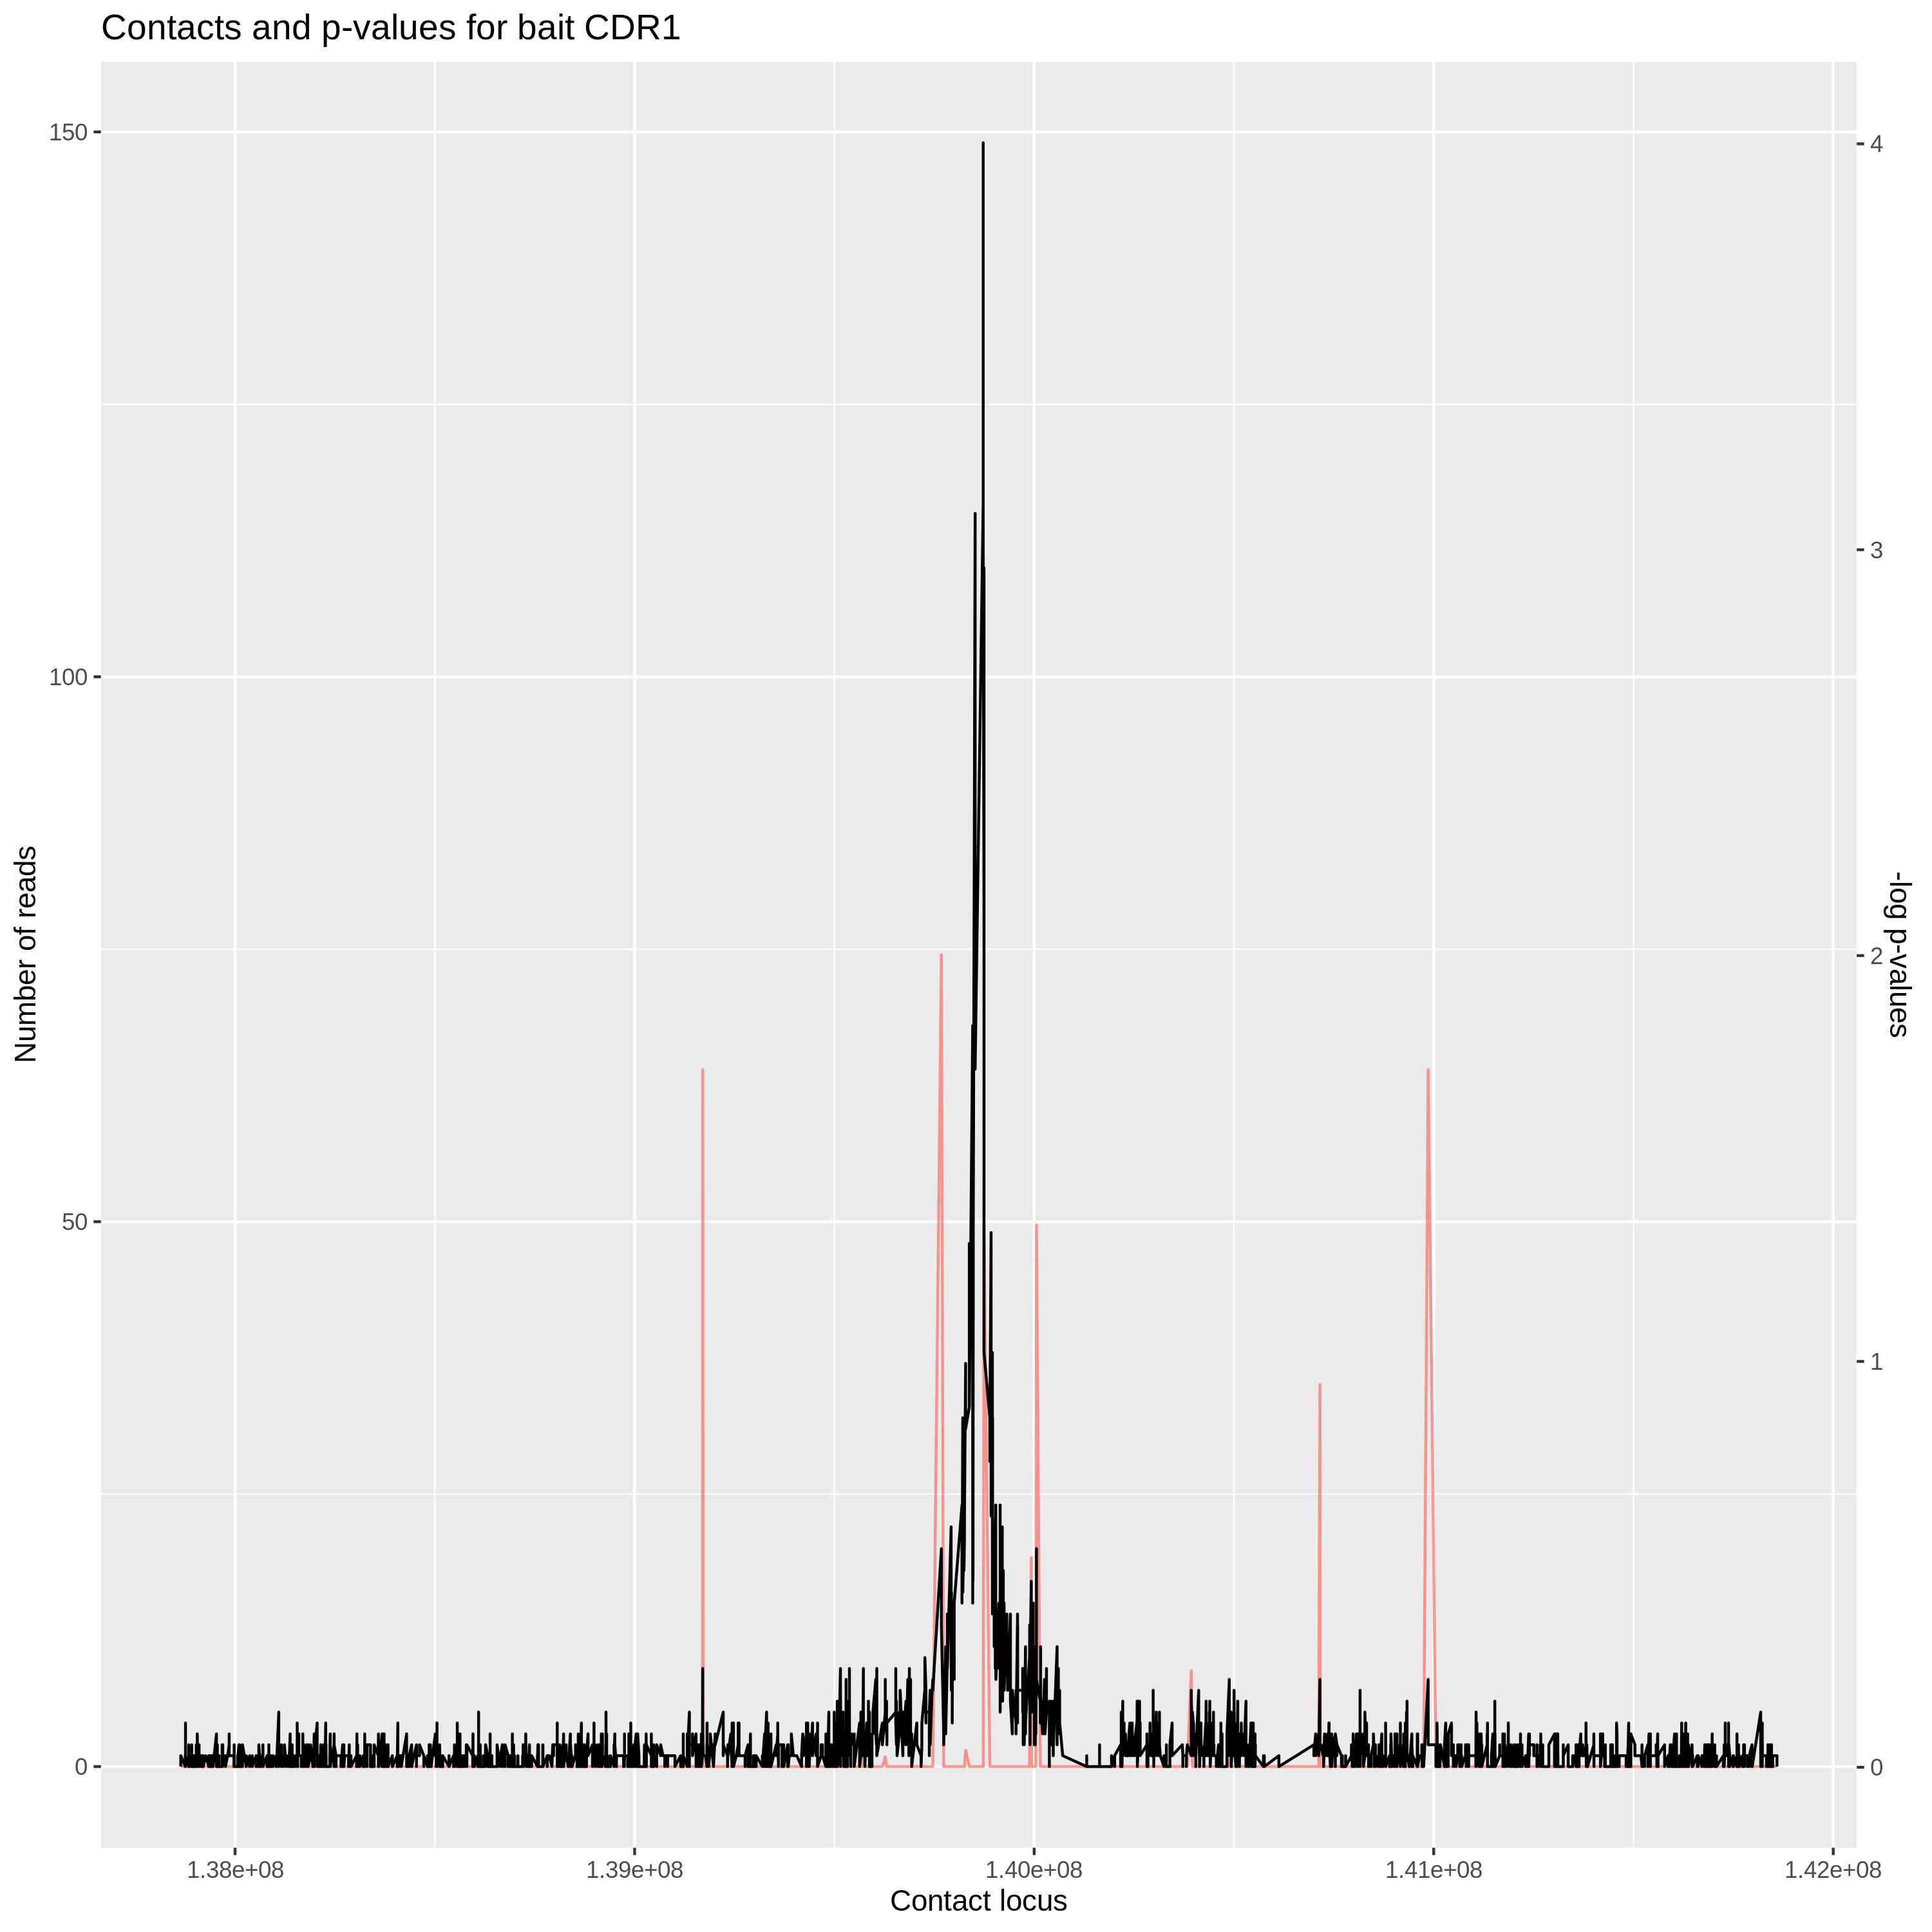 Contacts and p-values for bait CDR1
150
100
50
0
Number of reads
4
3
2
1
0
-log p-values
1.38e+08 1.39e+08 1.40e+08 1.41e+08 1.42e+08
Contact locus